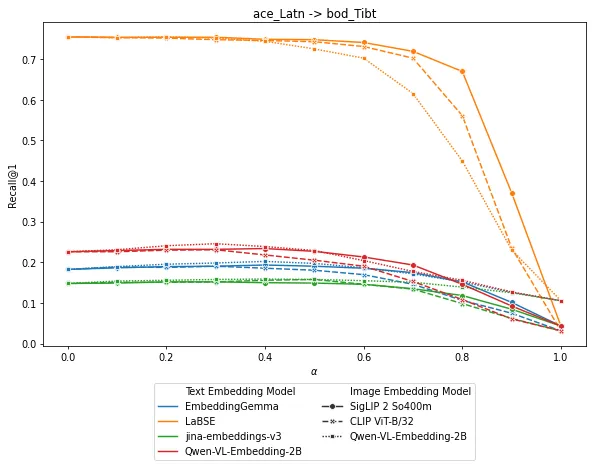 ace_Latn -> bod_Tibt
Recall@1
0.7
0.6
0.5
0.4
0.3
0.2
0.1
0.0
0.0 0.2 0.4 0.6 0.8 1.0
α
Text Embedding Model Image Embedding Model
EmbeddingGemma SigLIP 2 So400m
LaBSE CLIP ViT-B/32
jina-embeddings-v3 Qwen-VL-Embedding-2B
Qwen-VL-Embedding-2B